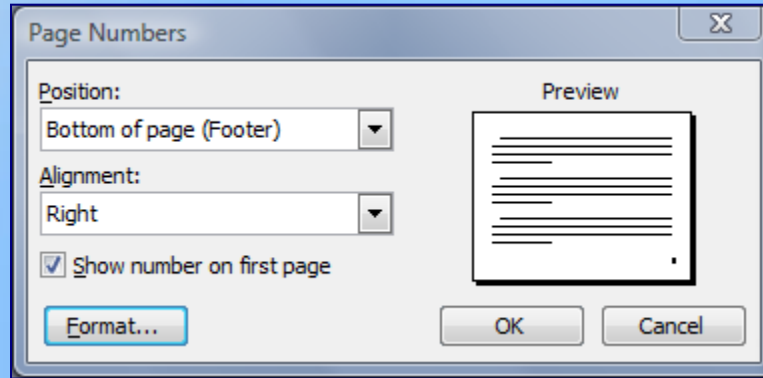 Page Numbers
Position:
Preview
Bottom of page (Footer)
Alignment:
Right
Show number on first page
Format...
OK
Cancel